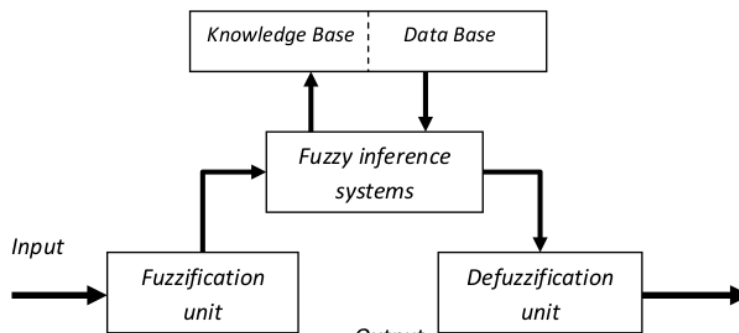 Knowledge Base
Data Base
Fuzzy inference
systems
Input
Fuzzification
unit
Defuzzification
unit